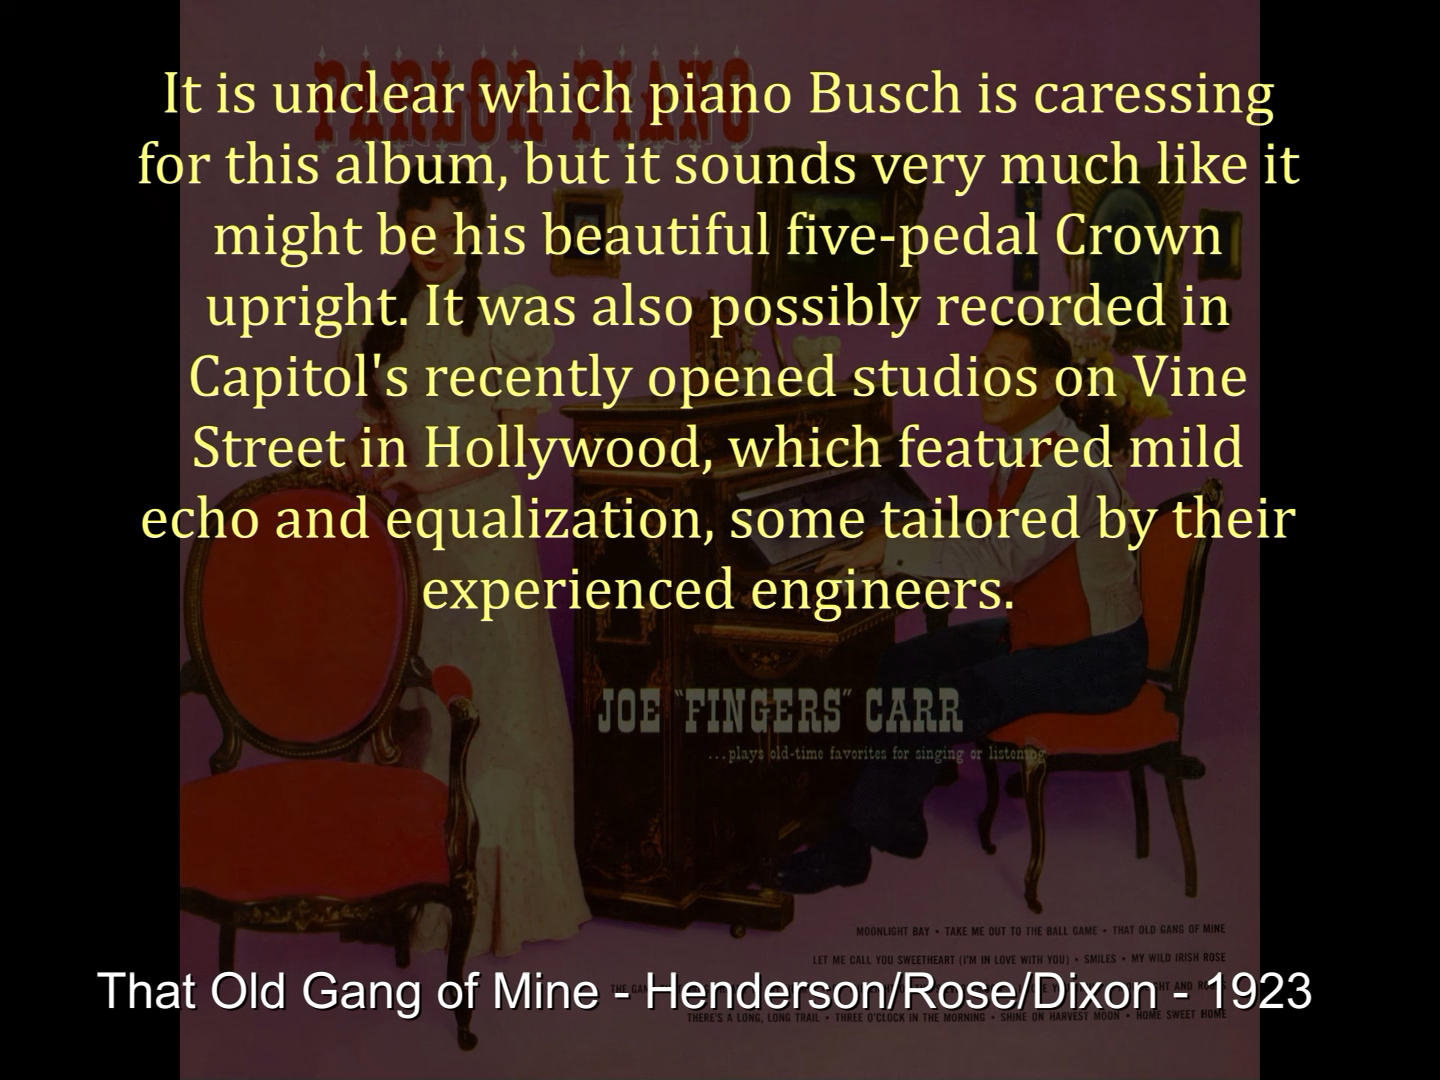 PARLOR PIANO
It is unclear which piano Busch is caressing
for this album, but it sounds very much like it
might be his beautiful five-pedal Crown
upright. It was also possibly recorded in
Capitol's recently opened studios on Vine
Street in Hollywood, which featured mild
echo and equalization, some tailored by their
experienced engineers.
JOE "FINGERS" CARR
...plays old-time favorites for singing or listening
MOONLIGHT BAY • TAKE ME OUT TO THE BALL GAME • THAT OLD GANG OF MINE
LET ME CALL YOU SWEETHEART (I'M IN LOVE WITH YOU) • SMILES • MY WILD IRISH ROSE
That Old Gang of Mine - Henderson/Rose/Dixon - 1923
THERE'S A LONG, LONG TRAIL • THREE O'CLOCK IN THE MORNING • SHINE ON HARVEST MOON • HOME SWEET HOME